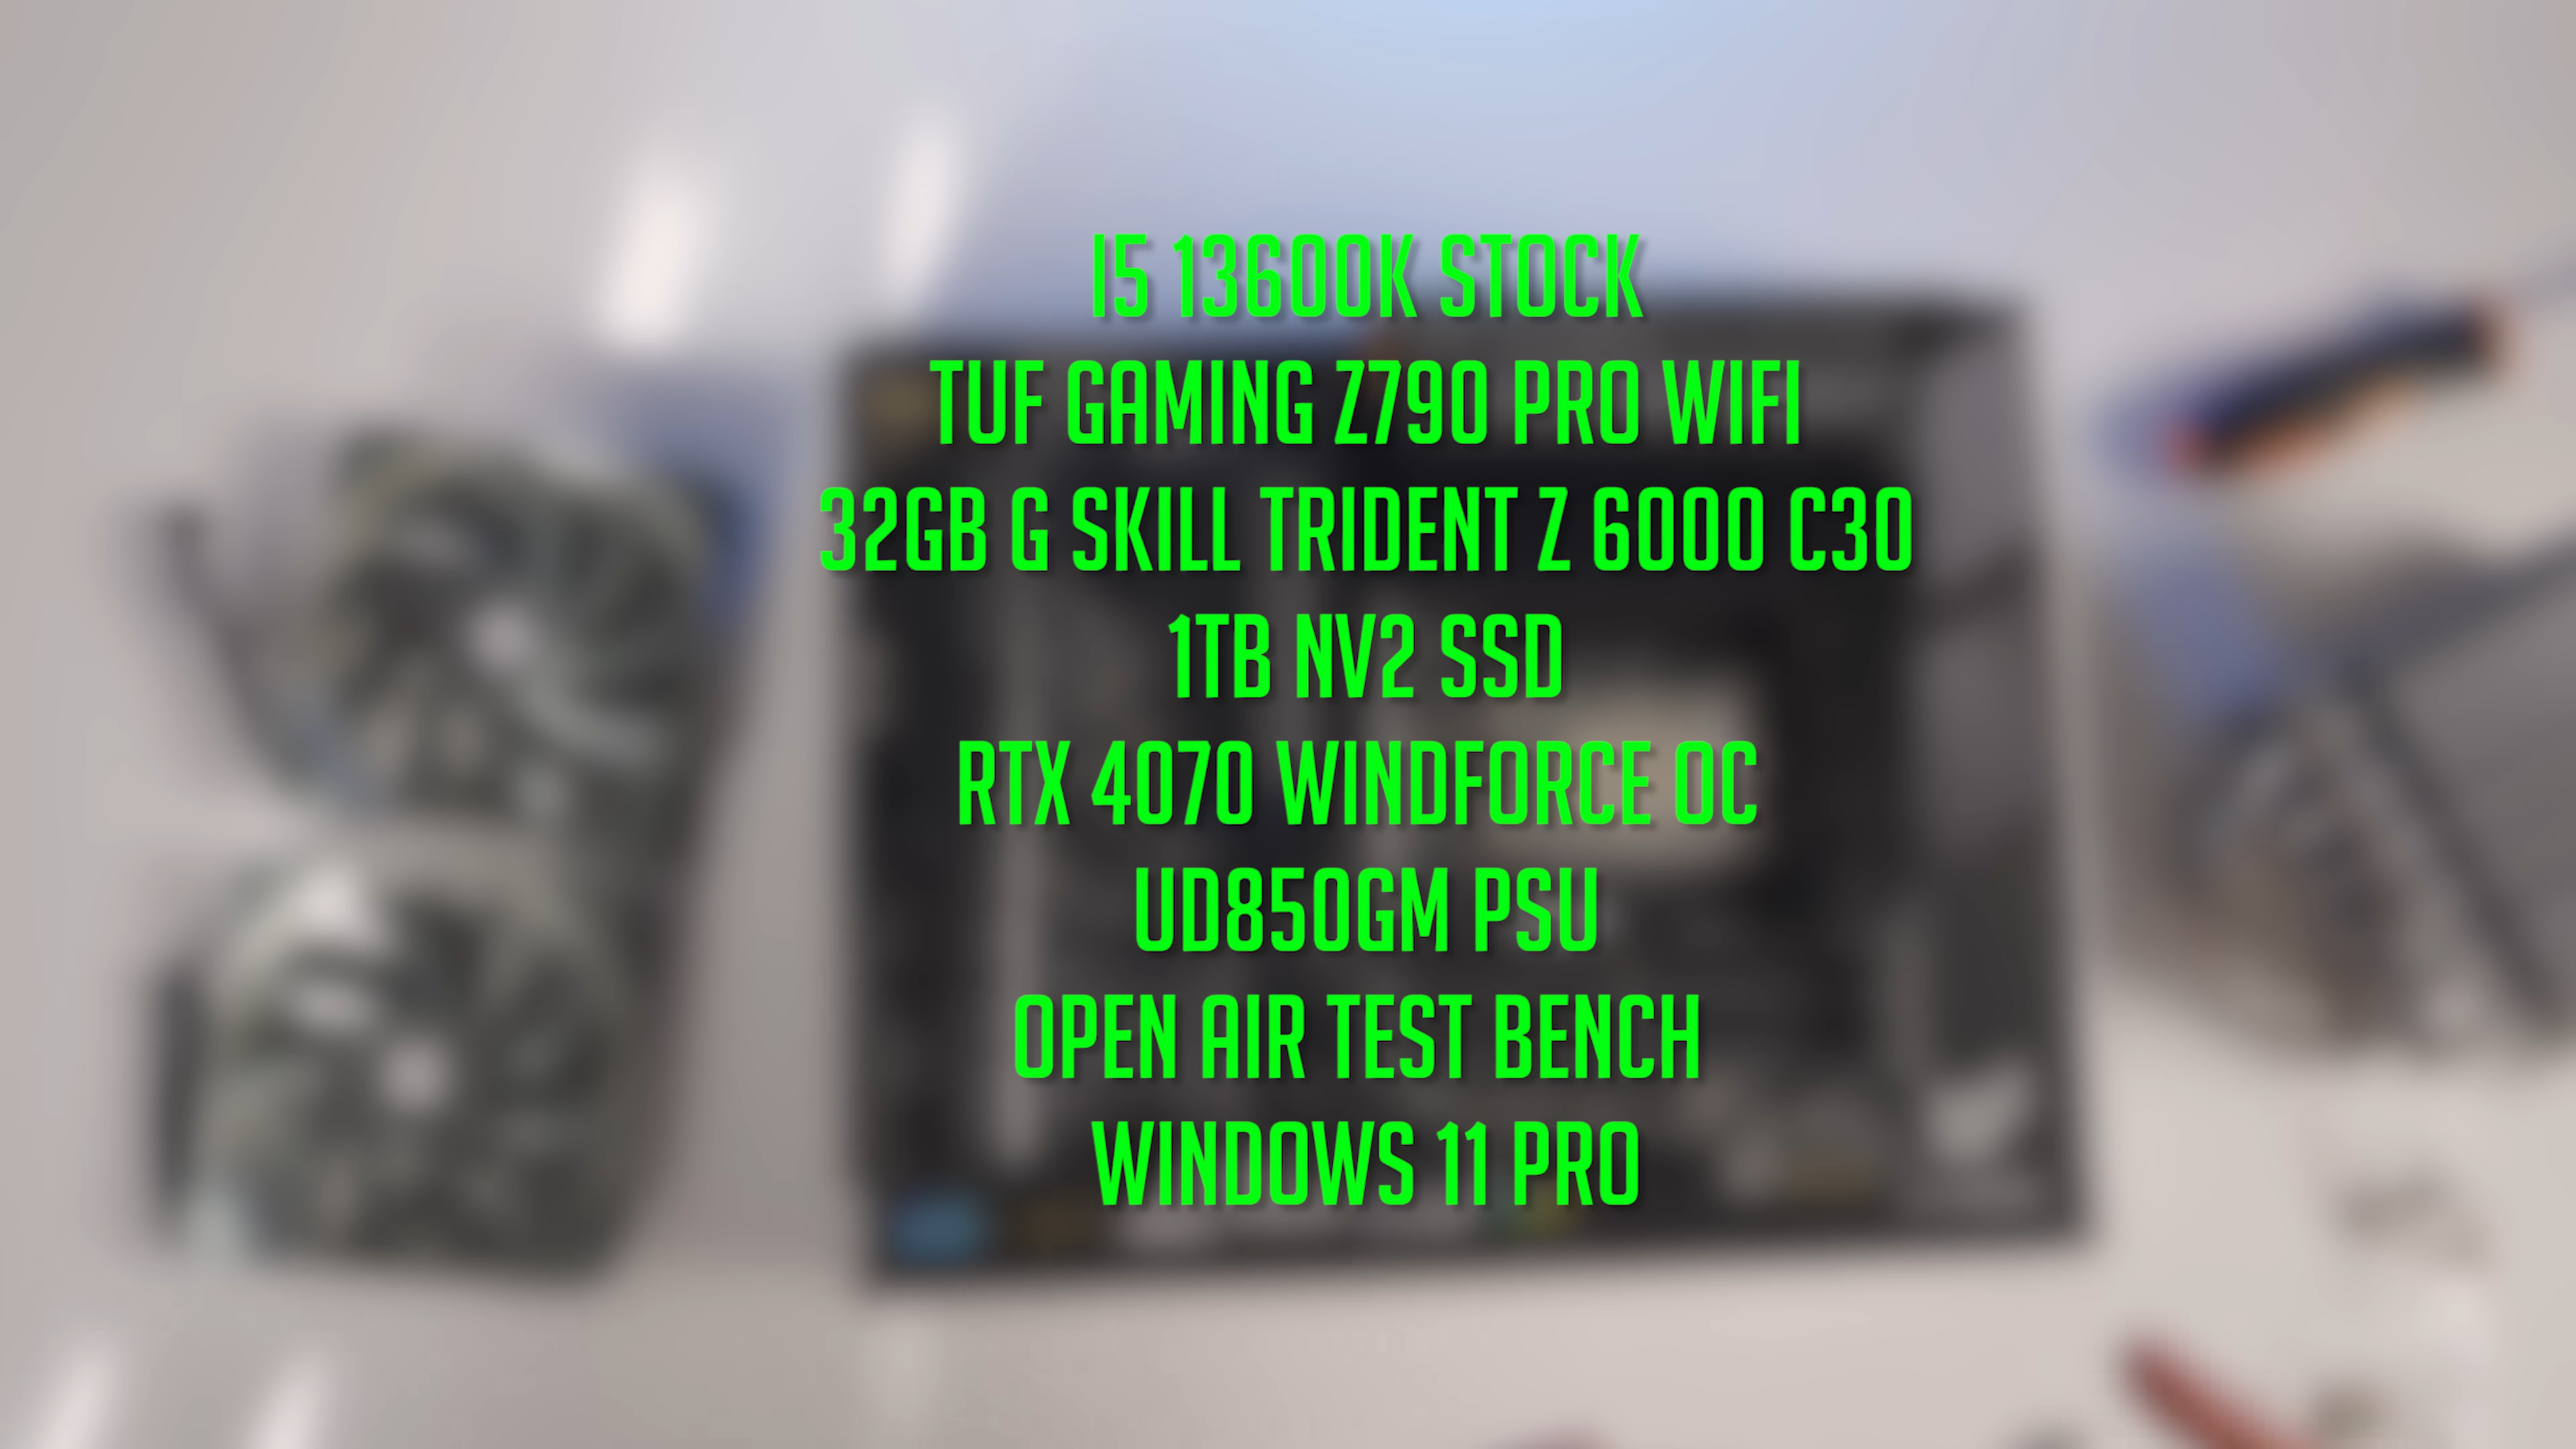 I5 13600K STOCK
TUF GAMING Z790 PRO WIFI
32GB G SKILL TRIDENT Z 6000 C30
1TB NV2 SSD
RTX 4070 WINDFORCE OC
UD850GM PSU
OPEN AIR TEST BENCH
WINDOWS 11 PRO